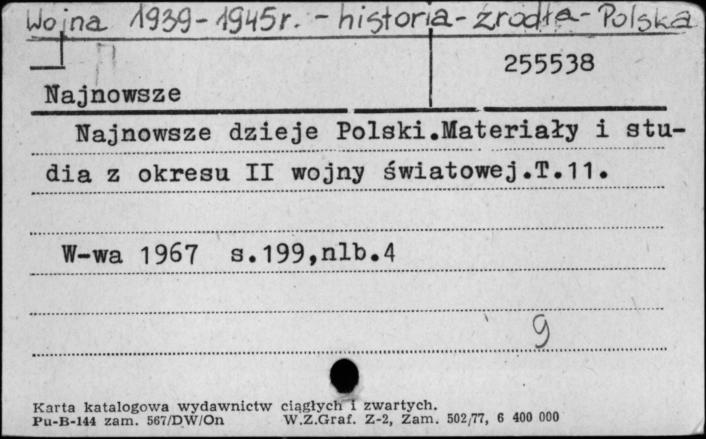 Wojna 1939-1945r. - historia - źródła - Polska
255538
Najnowsze
Najnowsze dzieje Polski.Materiały i stu-
dia z okresu II wojny światowej.T.11.
W-wa 1967 s.199,nlb.4
9
Karta katalogowa wydawnictw ciągłych i zwartych.
Pu-B-144 zam. 567/DW/On W.Z.Graf. Z-2, Zam. 502/77, 6 400 000